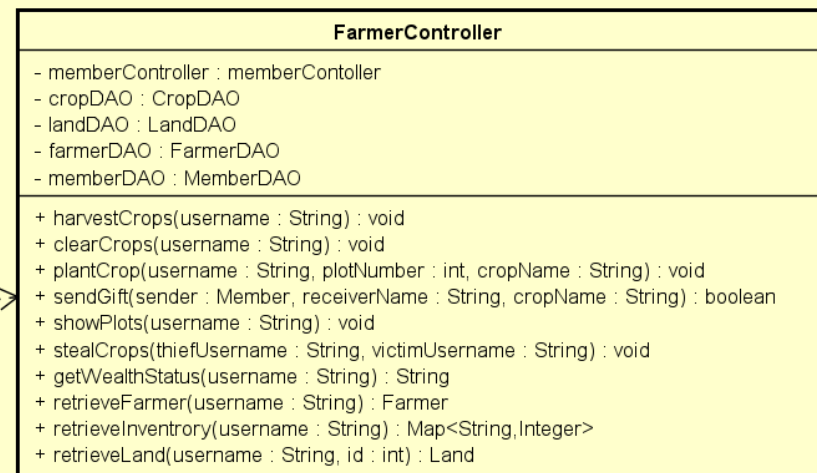 FarmerController
- memberController : memberContoller
- cropDAO : CropDAO
- landDAO : LandDAO
- farmerDAO : FarmerDAO
- memberDAO : MemberDAO
+ harvestCrops(username : String) : void
+ clearCrops(username : String) : void
+ plantCrop(username : String, plotNumber : int, cropName : String) : void
+ sendGift(sender : Member, receiverName : String, cropName : String) : boolean
+ showPlots(username : String) : void
+ stealCrops(thiefUsername : String, victimUsername : String) : void
+ getWealthStatus(username : String) : String
+ retrieveFarmer(username : String) : Farmer
+ retrieveInventrory(username : String) : Map<String,Integer>
+ retrieveLand(username : String, id : int) : Land